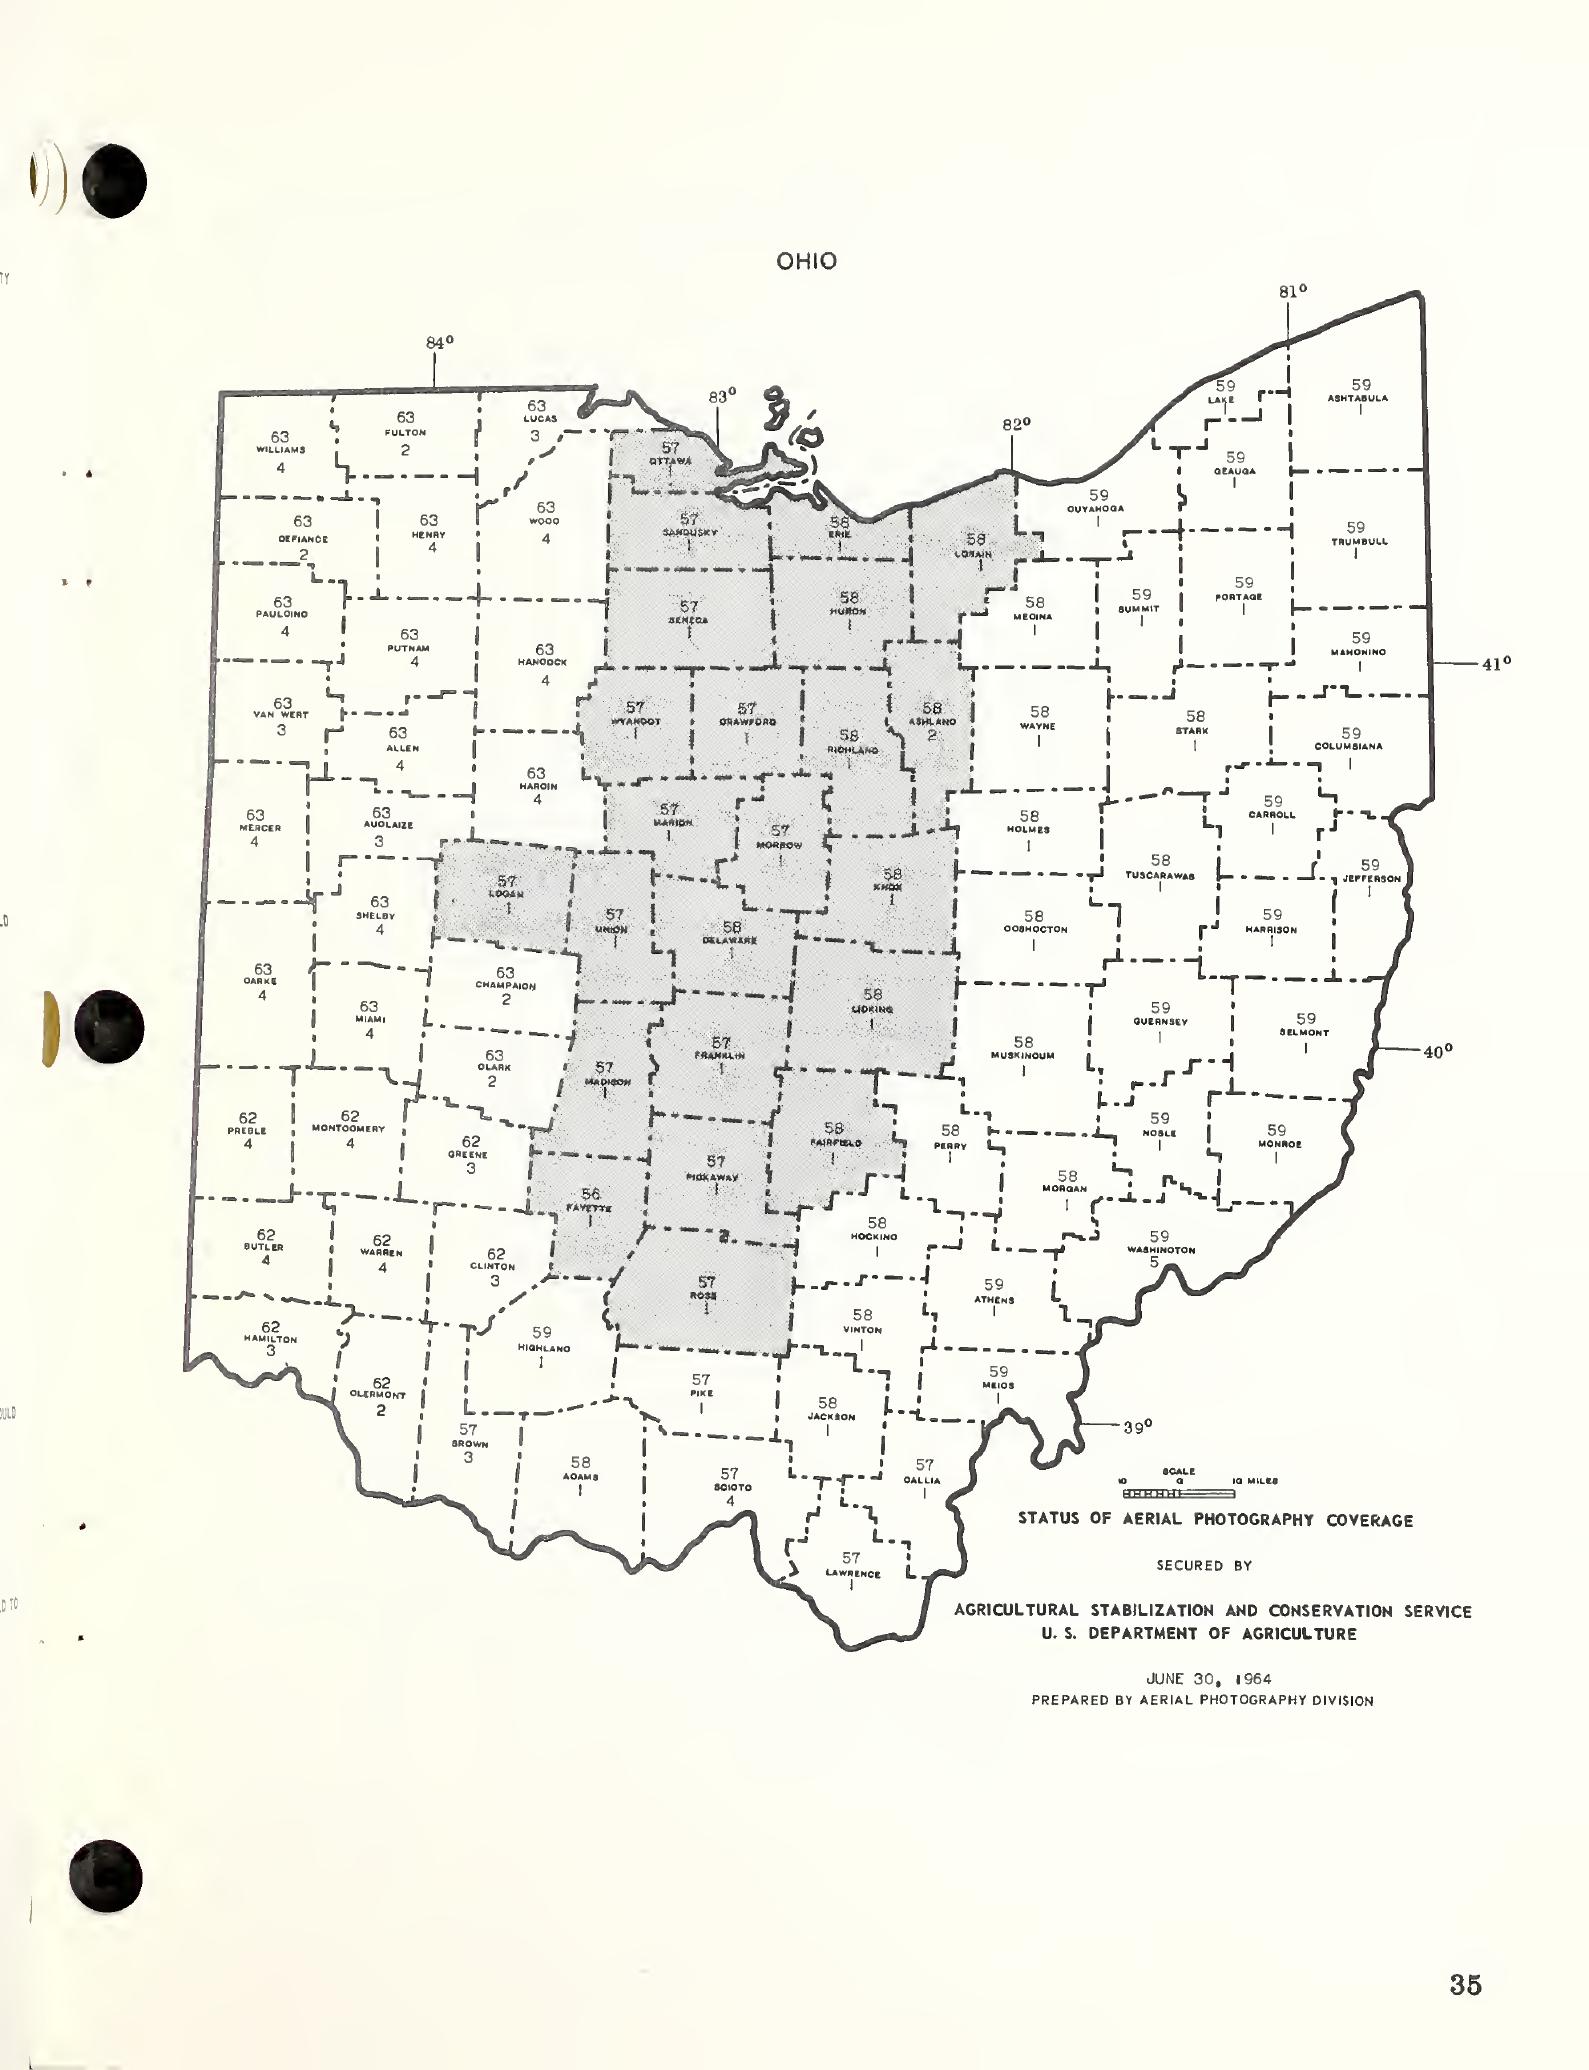 OHIO
81°
84°
83°
82°
59
LAKE
1
59
ASHTABULA
1
63
WILLIAMS
4
63
FULTON
2
63
LUCAS
3
57
OTTAWA
1
59
GEAUGA
1
63
DEFIANCE
2
63
HENRY
4
63
WOOD
4
57
SANDUSKY
1
58
ERIE
1
58
LORAIN
1
59
CUYAHOGA
1
59
TRUMBULL
1
63
PAULDING
4
63
PUTNAM
4
63
HANCOCK
4
57
SENECA
1
58
HURON
1
58
MEDINA
1
59
SUMMIT
1
59
PORTAGE
1
59
MAHONING
1
41°
63
VAN WERT
3
63
ALLEN
4
63
HARDIN
4
57
WYANDOT
1
57
CRAWFORD
1
58
RICHLAND
1
58
ASHLAND
2
58
WAYNE
1
58
STARK
1
59
COLUMBIANA
1
63
MERCER
4
63
AUGLAIZE
3
57
MARION
1
57
MORROW
1
58
HOLMES
1
59
CARROLL
1
58
TUSCARAWAS
1
59
JEFFERSON
1
63
SHELBY
4
57
LOGAN
1
57
UNION
1
58
DELAWARE
1
58
KNOX
1
58
COSHOCTON
1
59
HARRISON
1
63
DARKE
4
63
MIAMI
4
63
CHAMPAIGN
2
58
LICKING
1
58
MUSKINGUM
1
59
GUERNSEY
1
59
BELMONT
1
40°
63
CLARK
2
57
MADISON
1
57
FRANKLIN
1
62
PREBLE
4
62
MONTGOMERY
4
62
GREENE
3
58
FAIRFIELD
1
58
PERRY
1
59
NOBLE
1
59
MONROE
1
56
FAYETTE
1
57
PICKAWAY
1
58
MORGAN
1
62
BUTLER
4
62
WARREN
4
62
CLINTON
3
58
HOCKING
1
59
WASHINGTON
5
57
ROSS
1
59
ATHENS
1
62
HAMILTON
3
59
HIGHLAND
1
58
VINTON
1
62
CLERMONT
2
57
PIKE
1
58
JACKSON
1
59
MEIGS
1
39°
57
BROWN
3
58
ADAMS
1
57
SCIOTO
4
57
GALLIA
1
57
LAWRENCE
1
SCALE
10 0 10 MILES
STATUS OF AERIAL PHOTOGRAPHY COVERAGE
SECURED BY
AGRICULTURAL STABILIZATION AND CONSERVATION SERVICE
U. S. DEPARTMENT OF AGRICULTURE
JUNE 30, 1964
PREPARED BY AERIAL PHOTOGRAPHY DIVISION
35